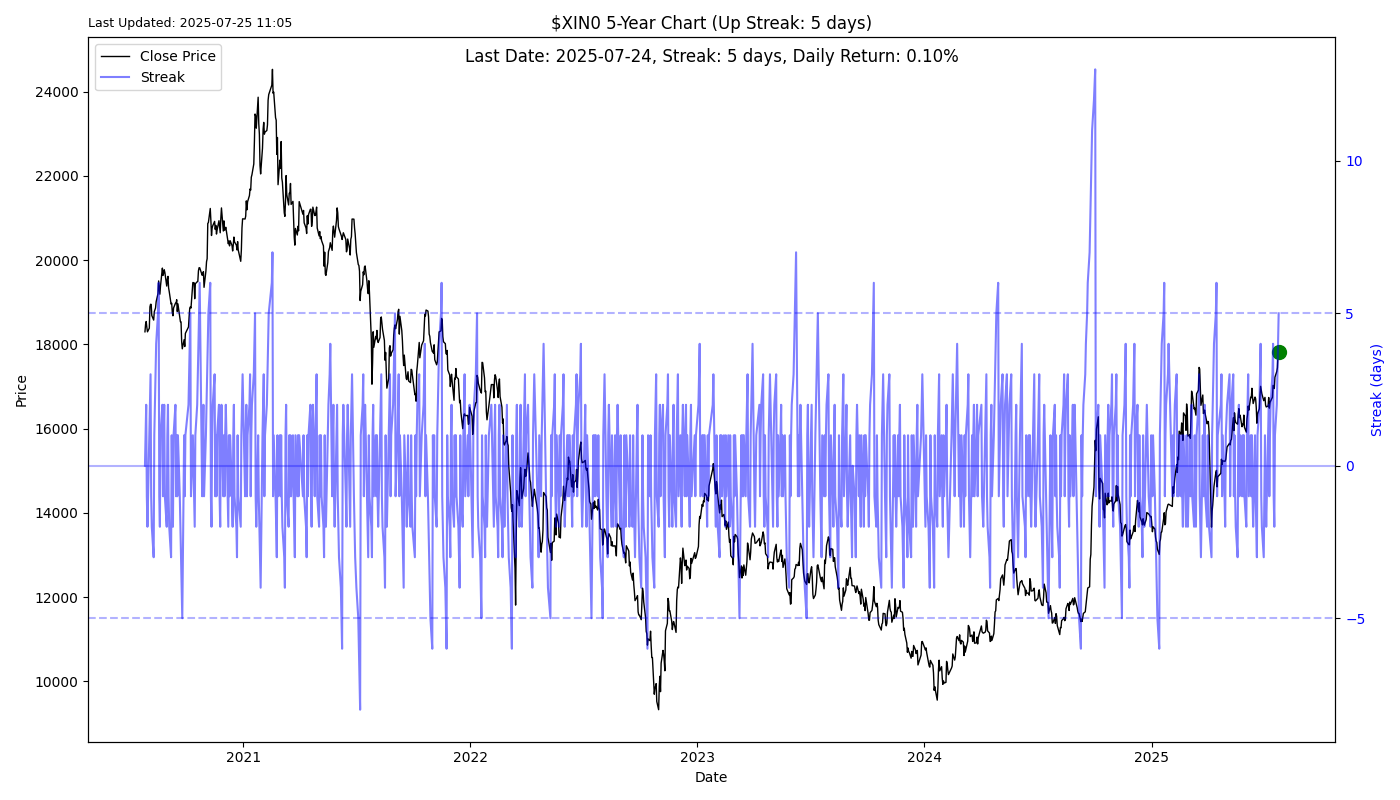 Last Updated: 2025-07-25 11:05
$XIN0 5-Year Chart (Up Streak: 5 days)
Last Date: 2025-07-24, Streak: 5 days, Daily Return: 0.10%
Close Price
Streak
24000
22000
20000
18000
16000
14000
12000
10000
Price
10
5
0
−5
Streak (days)
2021
2022
2023
2024
2025
Date